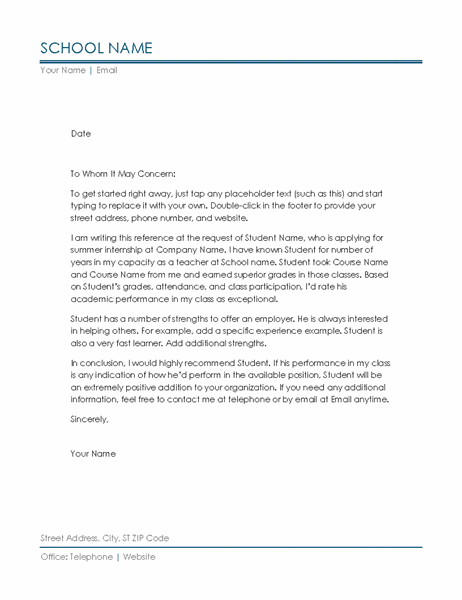 SCHOOL NAME
Your Name | Email
Date
To Whom It May Concern:
To get started right away, just tap any placeholder text (such as this) and start
typing to replace it with your own. Double-click in the footer to provide your
street address, phone number, and website.
I am writing this reference at the request of Student Name, who is applying for
summer internship at Company Name. I have known Student for number of
years in my capacity as a teacher at School name. Student took Course Name
and Course Name from me and earned superior grades in those classes. Based
on Student's grades, attendance, and class participation, I'd rate his
academic performance in my class as exceptional.
Student has a number of strengths to offer an employer. He is always interested
in helping others. For example, add a specific experience example. Student is
also a very fast learner. Add additional strengths.
In conclusion, I would highly recommend Student. If his performance in my class
is any indication of how he'd perform in the available position, Student will be
an extremely positive addition to your organization. If you need any additional
information, feel free to contact me at telephone or by email at Email anytime.
Sincerely,
Your Name
Street Address, City, ST ZIP Code
Office: Telephone | Website